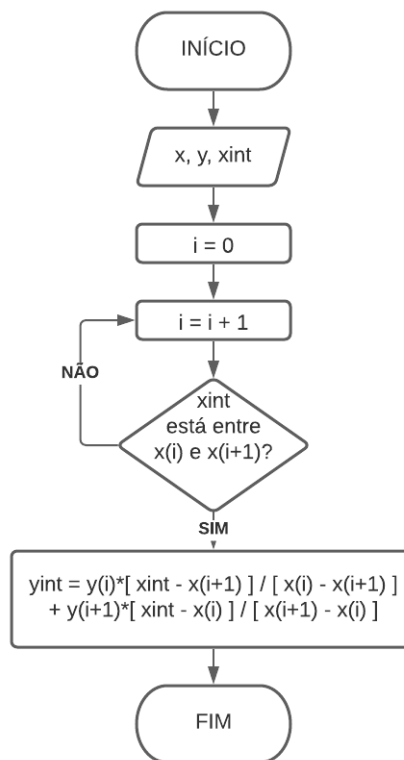 INÍCIO
x, y, xint
i = 0
i = i + 1
NÃO
xint
está entre
x(i) e x(i+1)?
SIM
yint = y(i)*[ xint - x(i+1) ] / [ x(i) - x(i+1) ]
+ y(i+1)*[ xint - x(i) ] / [ x(i+1) - x(i) ]
FIM